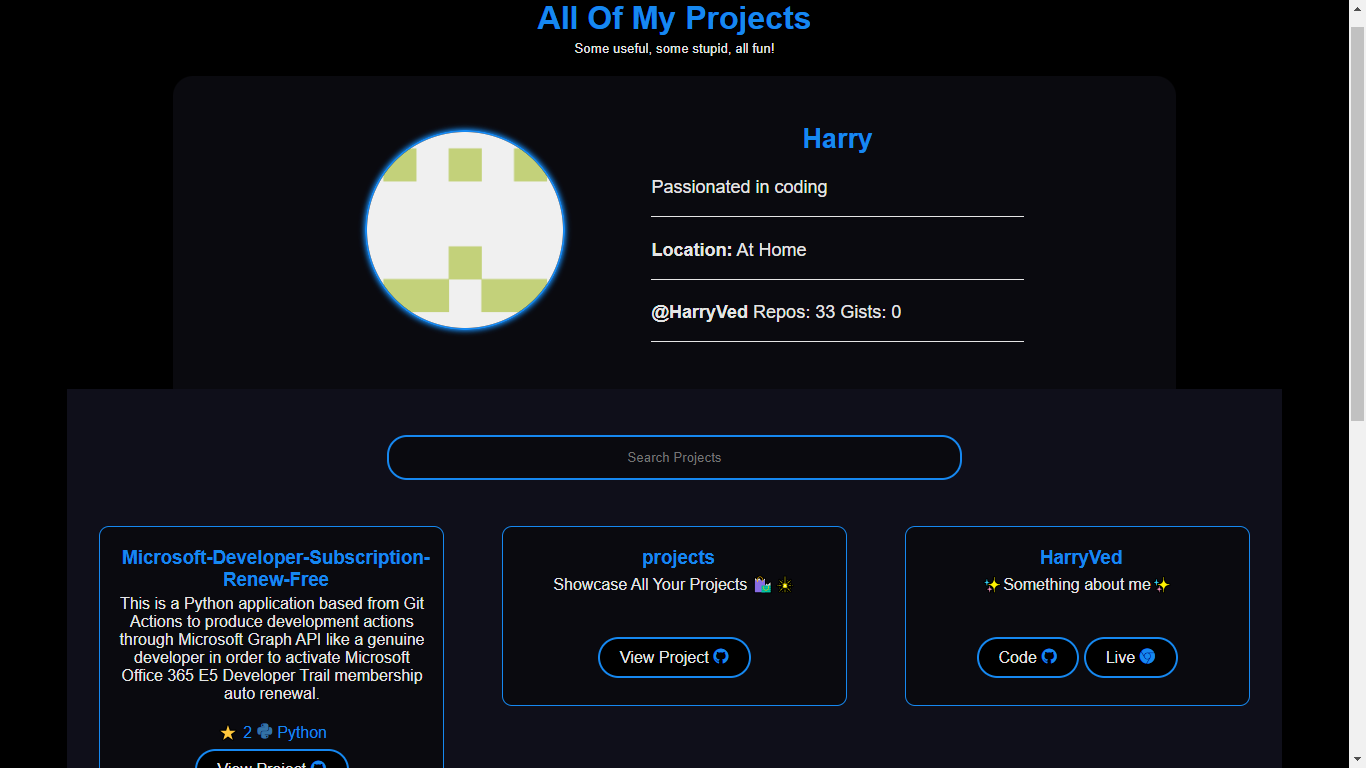 All Of My Projects
Some useful, some stupid, all fun!
Harry
Passionated in coding
Location: At Home
@HarryVed Repos: 33 Gists: 0
Search Projects
Microsoft-Developer-Subscription-
Renew-Free
This is a Python application based from Git
Actions to produce development actions
through Microsoft Graph API like a genuine
developer in order to activate Microsoft
Office 365 E5 Developer Trail membership
auto renewal.
⭐ 2 Python
View Project
projects
Showcase All Your Projects 🛍️ ☀️
View Project
HarryVed
✨Something about me✨
Code
Live